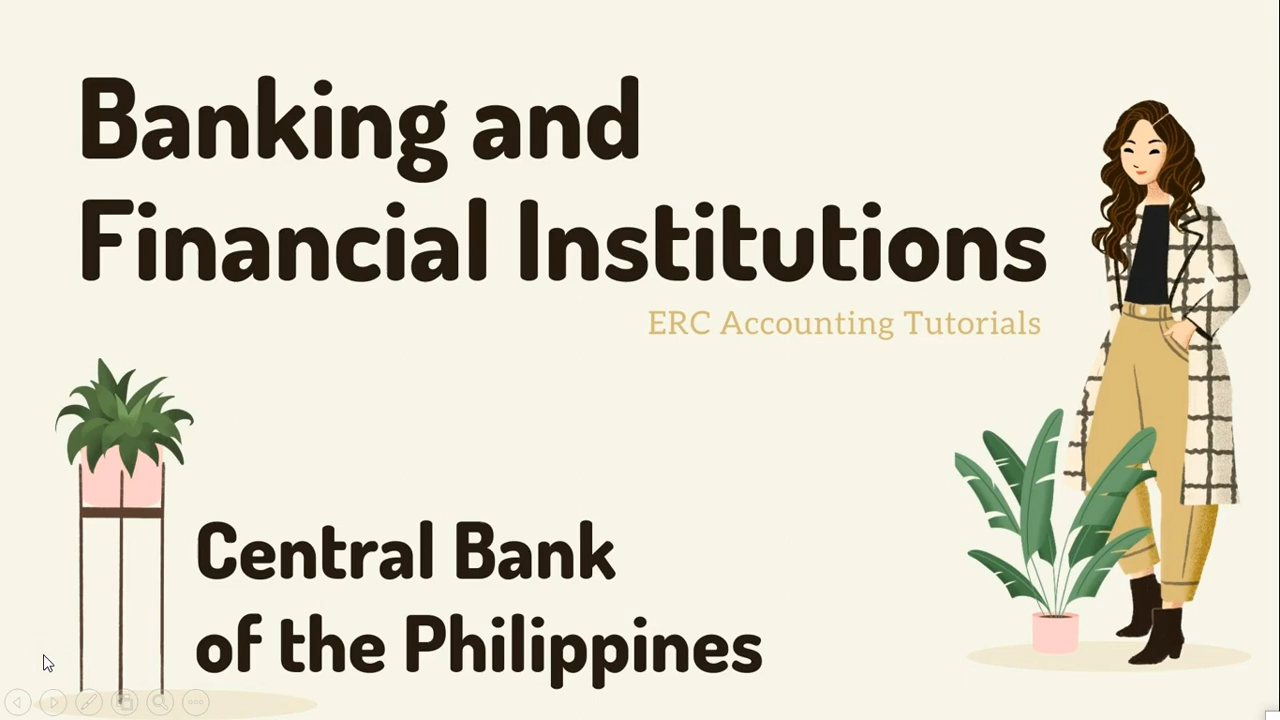 Banking and
Financial Institutions
ERC Accounting Tutorials
Central Bank
of the Philippines